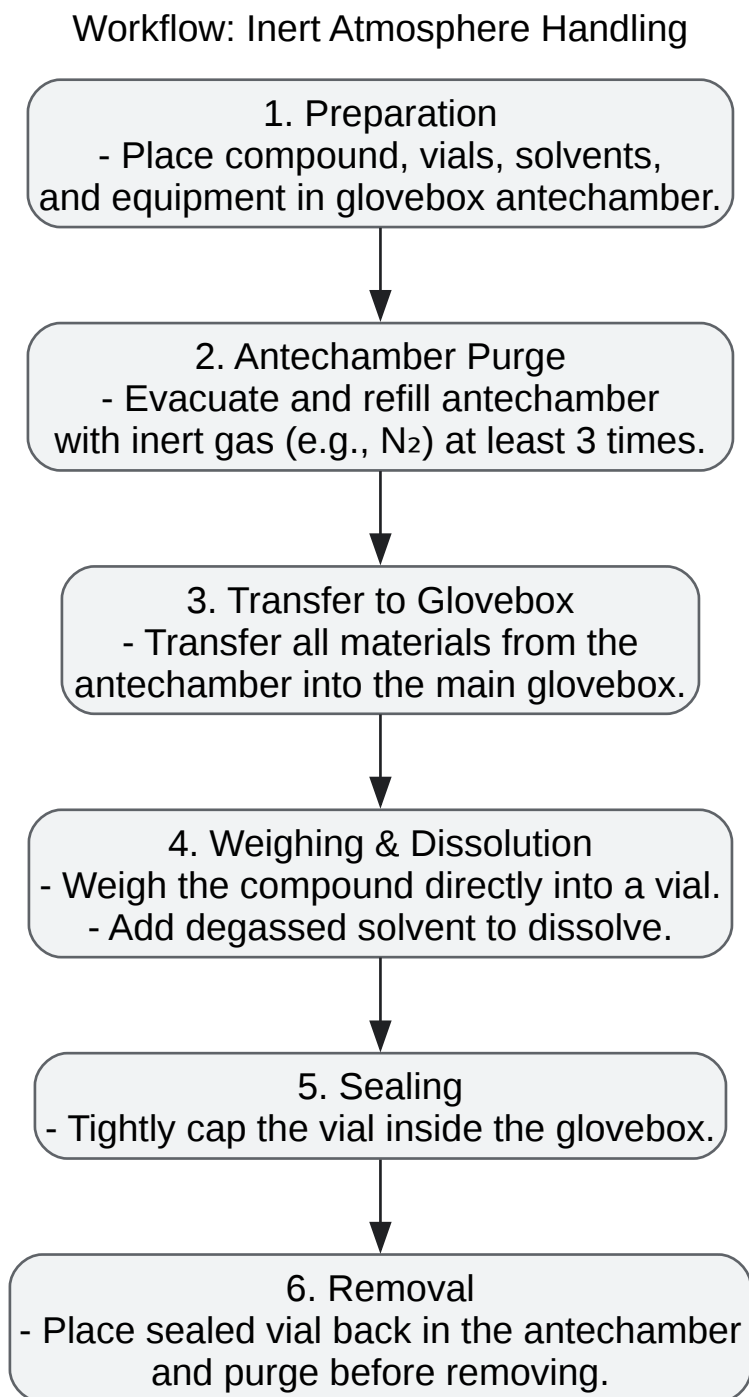 Workflow: Inert Atmosphere Handling
1. Preparation
- Place compound, vials, solvents,
and equipment in glovebox antechamber.
2. Antechamber Purge
- Evacuate and refill antechamber
with inert gas (e.g., N₂) at least 3 times.
3. Transfer to Glovebox
- Transfer all materials from the
antechamber into the main glovebox.
4. Weighing & Dissolution
- Weigh the compound directly into a vial.
- Add degassed solvent to dissolve.
5. Sealing
- Tightly cap the vial inside the glovebox.
6. Removal
- Place sealed vial back in the antechamber
and purge before removing.